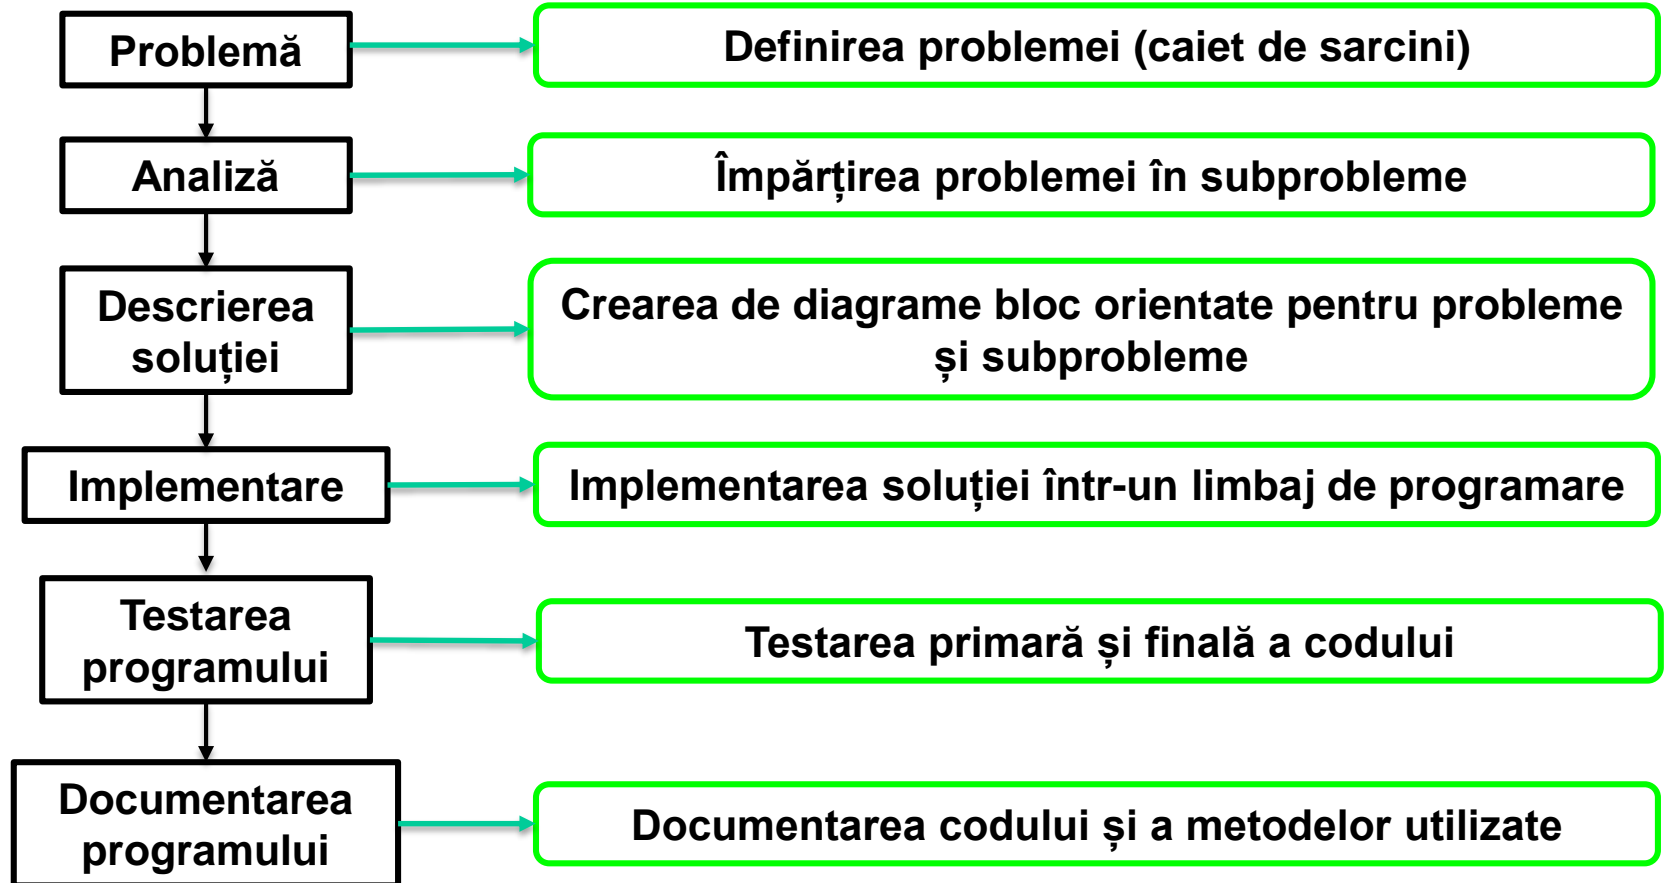 Problemă
Definirea problemei (caiet de sarcini)
Analiză
Împărțirea problemei în subprobleme
Descrierea
soluției
Crearea de diagrame bloc orientate pentru probleme
și subprobleme
Implementare
Implementarea soluției într-un limbaj de programare
Testarea
programului
Testarea primară și finală a codului
Documentarea
programului
Documentarea codului și a metodelor utilizate